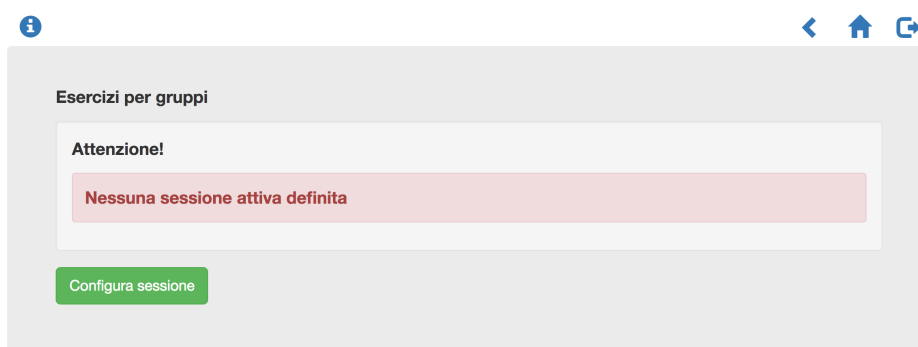 Esercizi per gruppi
Attenzione!
Nessuna sessione attiva definita
Configura sessione